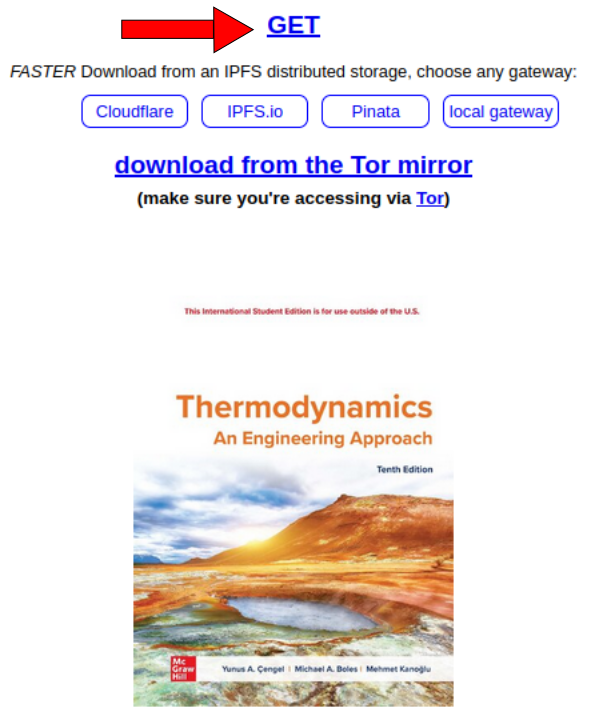 GET
FASTER Download from an IPFS distributed storage, choose any gateway:
Cloudflare IPFS.io Pinata local gateway
download from the Tor mirror
(make sure you're accessing via Tor)
This International Student Edition is for use outside of the U.S.
Thermodynamics
An Engineering Approach
Tenth Edition
Mc
Graw
Hill
Yunus A. Çengel | Michael A. Boles | Mehmet Kanoğlu